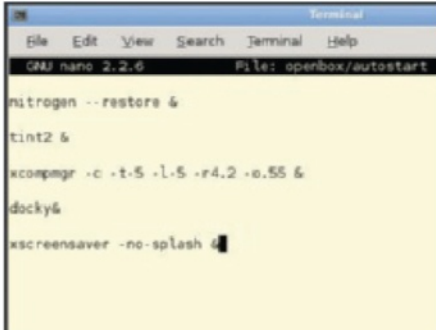 Terminal
File Edit View Search Terminal Help
GNU nano 2.2.6 File: openbox/autostart
nitrogen --restore &
tint2 &
xcompmgr -c -t-5 -l-5 -r4.2 -o.55 &
docky&
xscreensaver -no-splash &